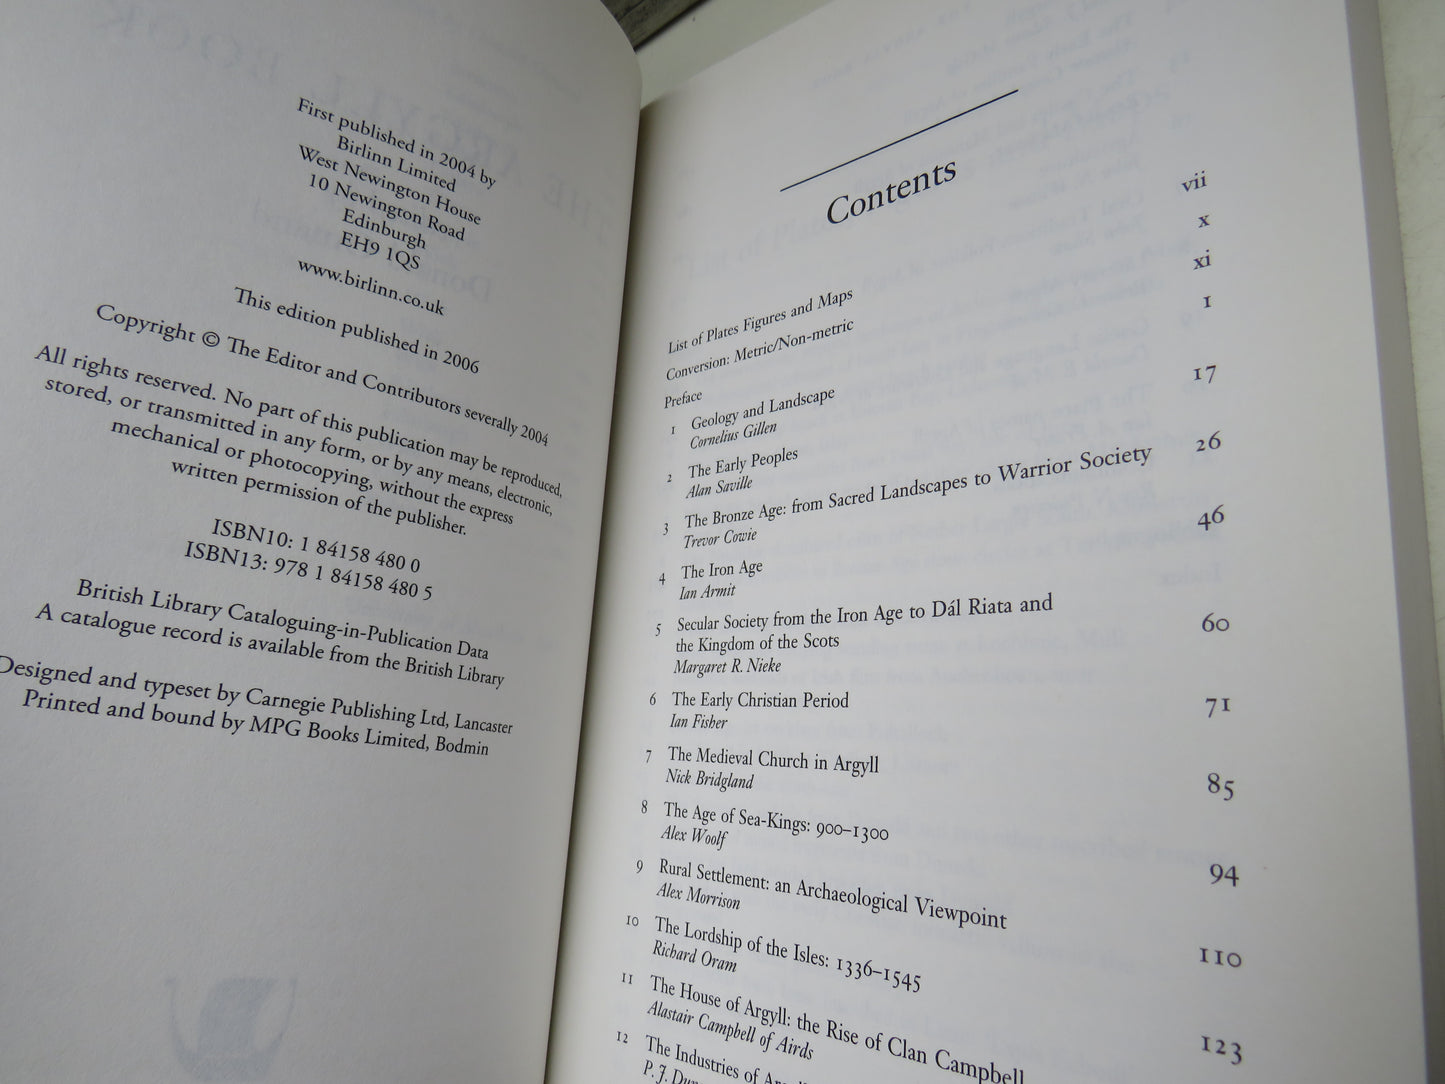 First published in 2004 by
Birlinn Limited
West Newington House
10 Newington Road
Edinburgh
EH9 1QS
www.birlinn.co.uk
This edition published in 2006
Copyright © The Editor and Contributors severally 2004
All rights reserved. No part of this publication may be reproduced,
stored, or transmitted in any form, or by any means, electronic,
mechanical or photocopying, without the express
written permission of the publisher.
ISBN10: 1 84158 480 0
ISBN13: 978 1 84158 480 5
British Library Cataloguing-in-Publication Data
A catalogue record is available from the British Library
Designed and typeset by Carnegie Publishing Ltd, Lancaster
Printed and bound by MPG Books Limited, Bodmin
Contents
List of Plates Figures and Maps vii
Conversion: Metric/Non-metric x
Preface xi
1 Geology and Landscape 1
Cornelius Gillen
2 The Early Peoples 17
Alan Saville
3 The Bronze Age: from Sacred Landscapes to Warrior Society 26
Trevor Cowie
4 The Iron Age 46
Ian Armit
5 Secular Society from the Iron Age to Dál Riata and
the Kingdom of the Scots 60
Margaret R. Nieke
6 The Early Christian Period 71
Ian Fisher
7 The Medieval Church in Argyll 85
Nick Bridgland
8 The Age of Sea-Kings: 900–1300 94
Alex Woolf
9 Rural Settlement: an Archaeological Viewpoint 110
Alex Morrison
10 The Lordship of the Isles: 1336–1545 123
Richard Oram
11 The House of Argyll: the Rise of Clan Campbell
Alastair Campbell of Airds
12 The Industries of
P. J.